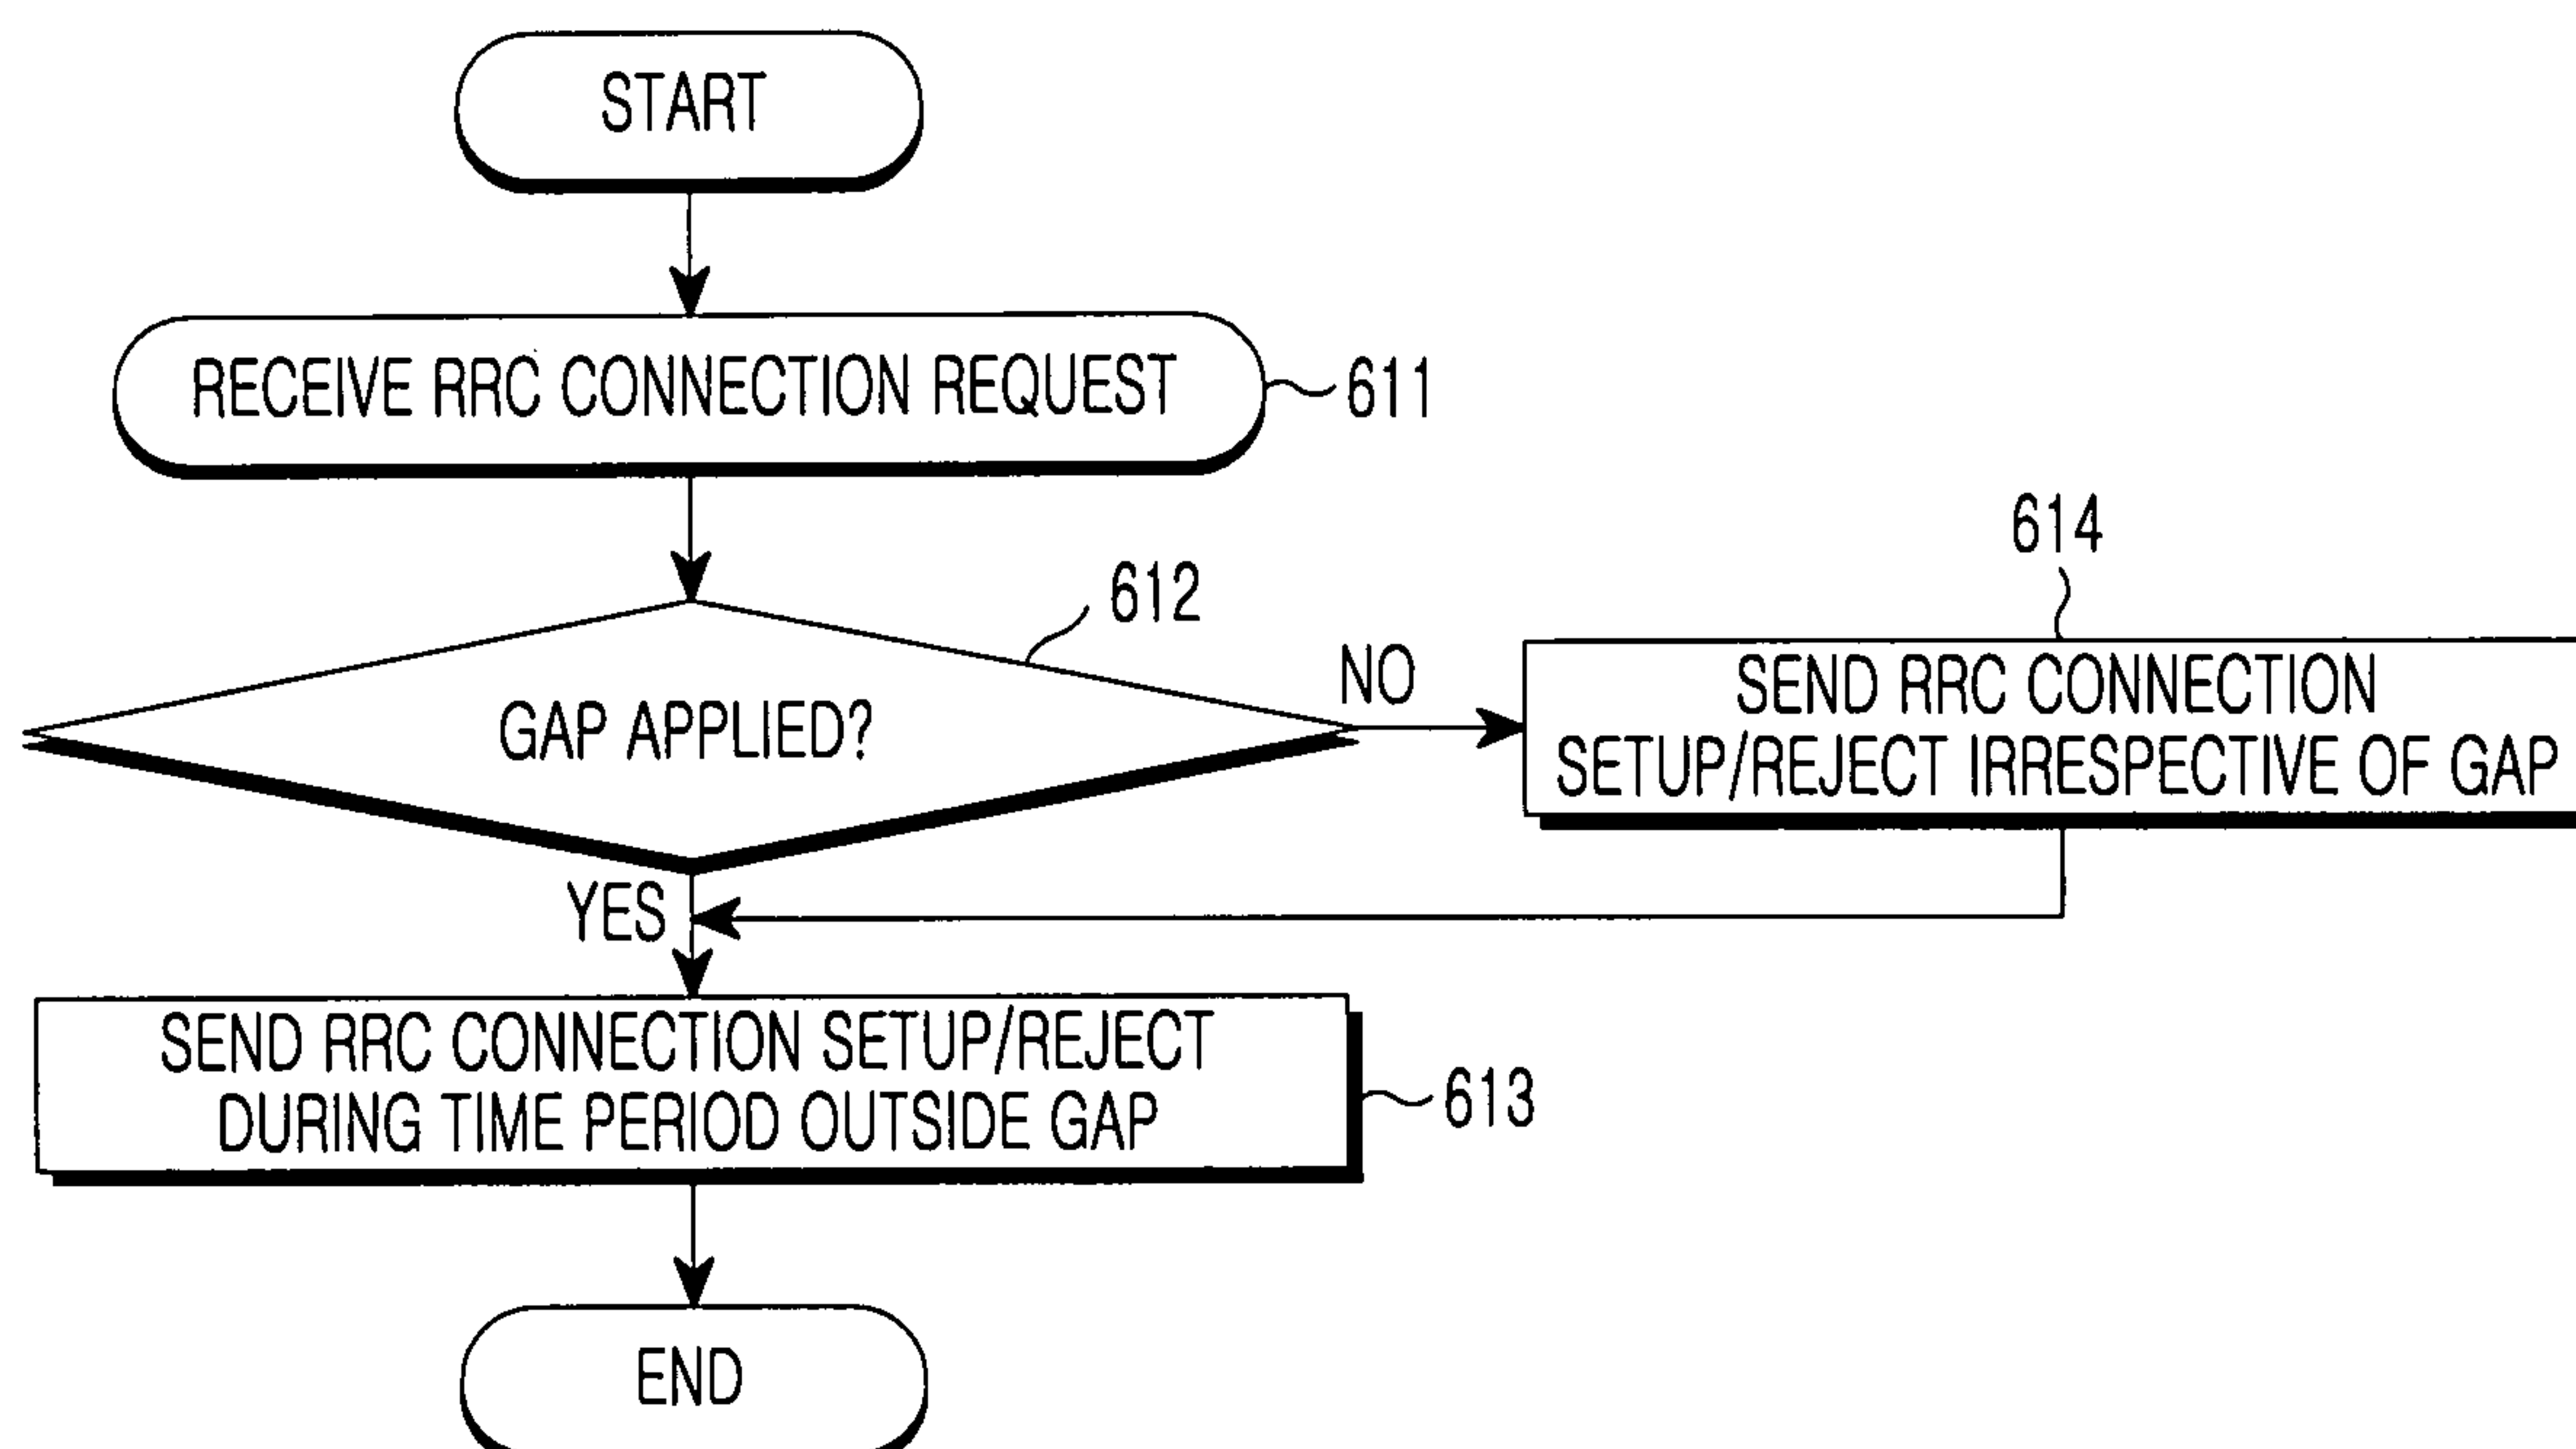 START
RECEIVE RRC CONNECTION REQUEST
611
612
GAP APPLIED?
NO
614
SEND RRC CONNECTION
SETUP/REJECT IRRESPECTIVE OF GAP
YES
SEND RRC CONNECTION SETUP/REJECT
DURING TIME PERIOD OUTSIDE GAP
613
END